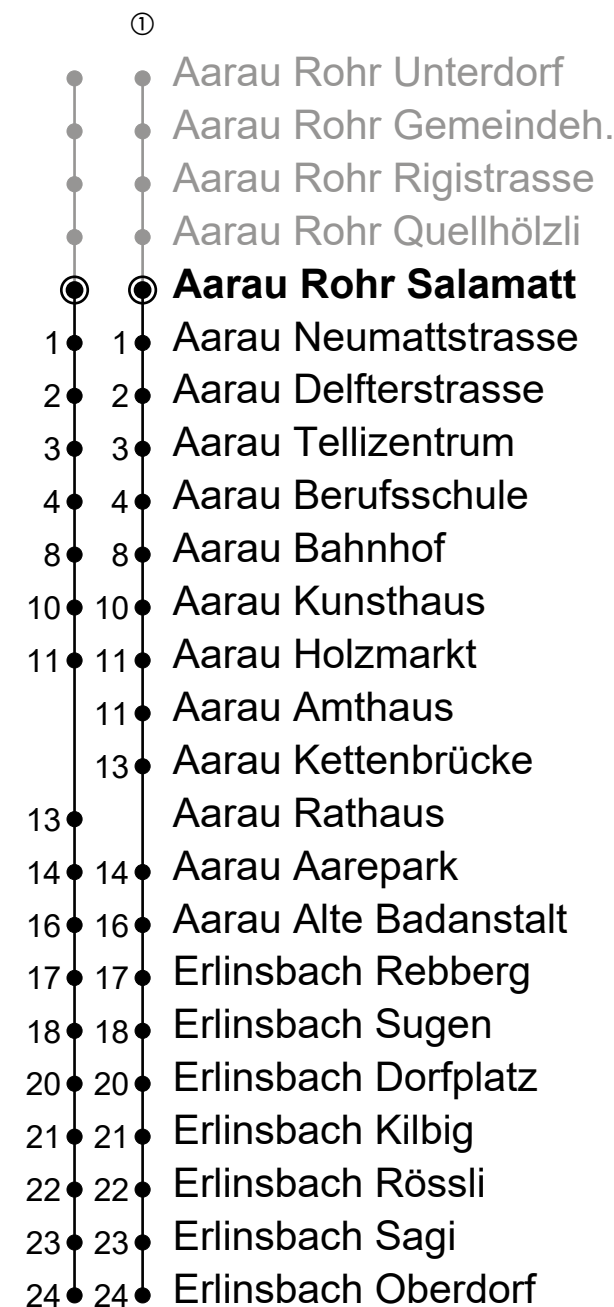 ①
Aarau Rohr Unterdorf
Aarau Rohr Gemeindeh.
Aarau Rohr Rigistrasse
Aarau Rohr Quellhölzli
Aarau Rohr Salamatt
1 1 Aarau Neumattstrasse
2 2 Aarau Delfterstrasse
3 3 Aarau Tellizentrum
4 4 Aarau Berufsschule
8 8 Aarau Bahnhof
10 10 Aarau Kunsthaus
11 11 Aarau Holzmarkt
11 Aarau Amthaus
13 Aarau Kettenbrücke
13 Aarau Rathaus
14 14 Aarau Aarepark
16 16 Aarau Alte Badanstalt
17 17 Erlinsbach Rebberg
18 18 Erlinsbach Sugen
20 20 Erlinsbach Dorfplatz
21 21 Erlinsbach Kilbig
22 22 Erlinsbach Rössli
23 23 Erlinsbach Sagi
24 24 Erlinsbach Oberdorf